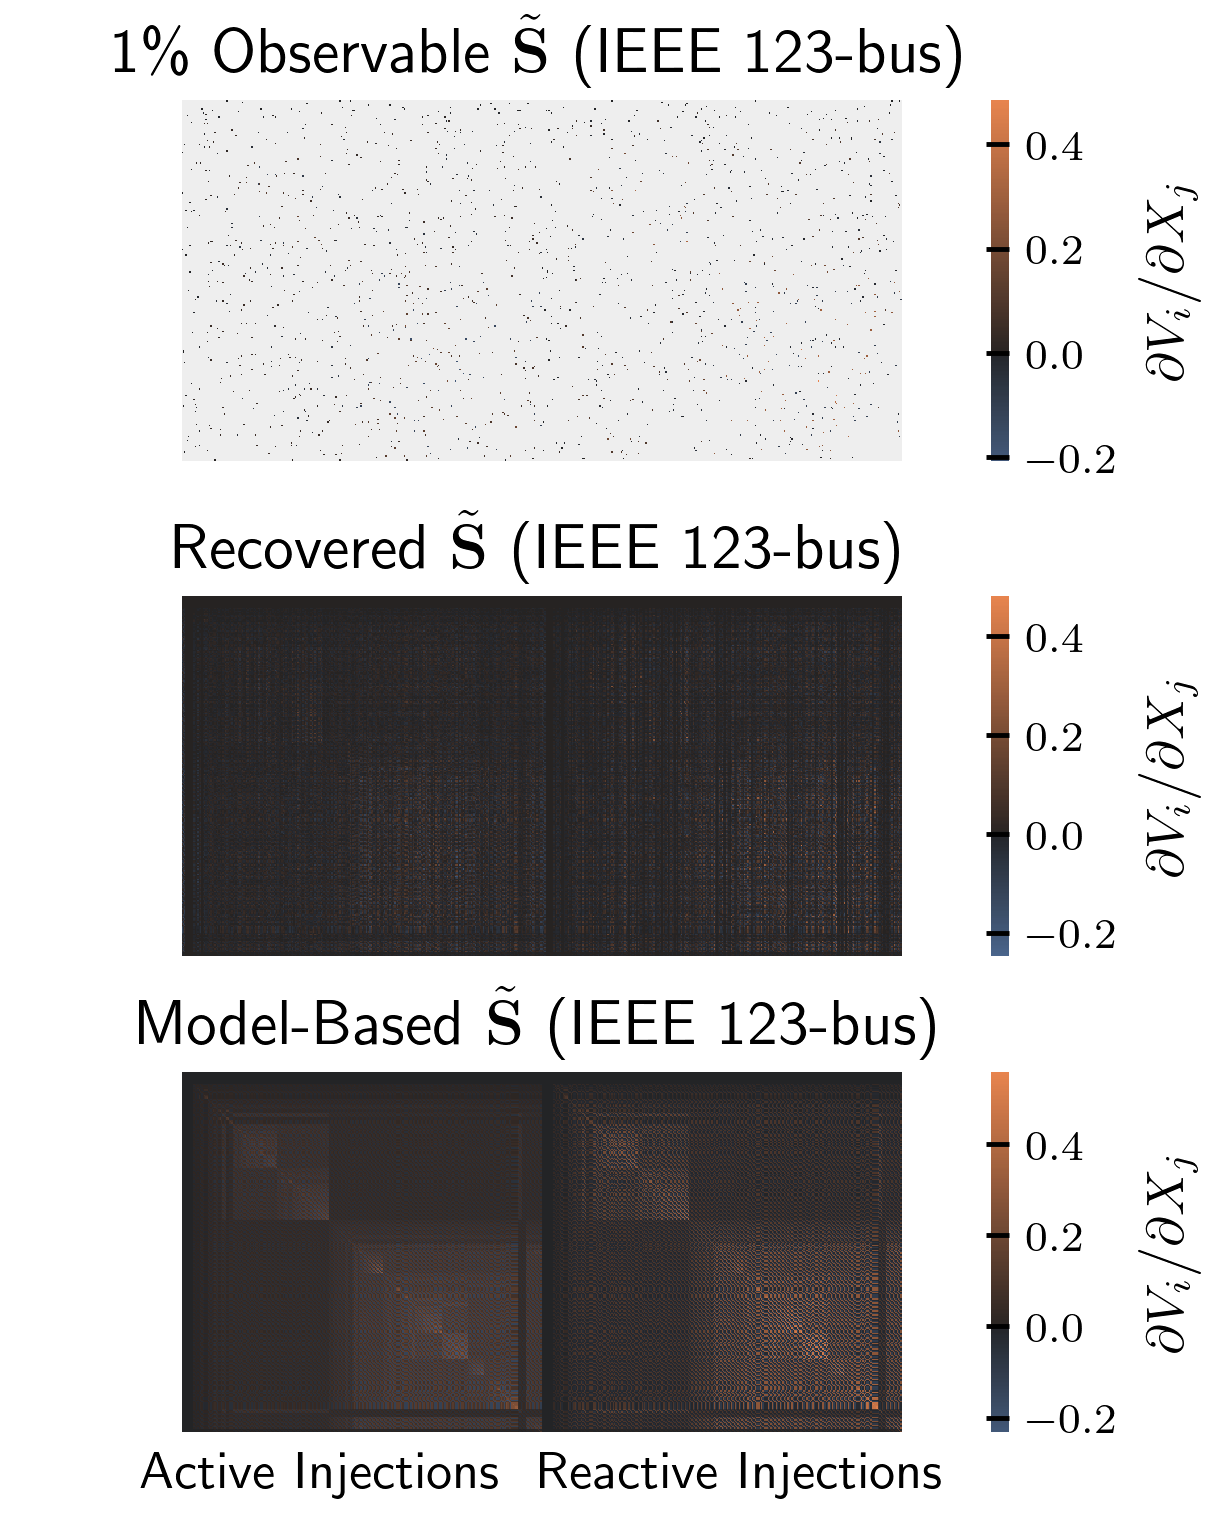 1% Observable S̃ (IEEE 123-bus)
0.4
0.2
0.0
−0.2
∂V_i/∂X_j
Recovered S̃ (IEEE 123-bus)
0.4
0.2
0.0
−0.2
∂V_i/∂X_j
Model-Based S̃ (IEEE 123-bus)
0.4
0.2
0.0
−0.2
∂V_i/∂X_j
Active Injections Reactive Injections